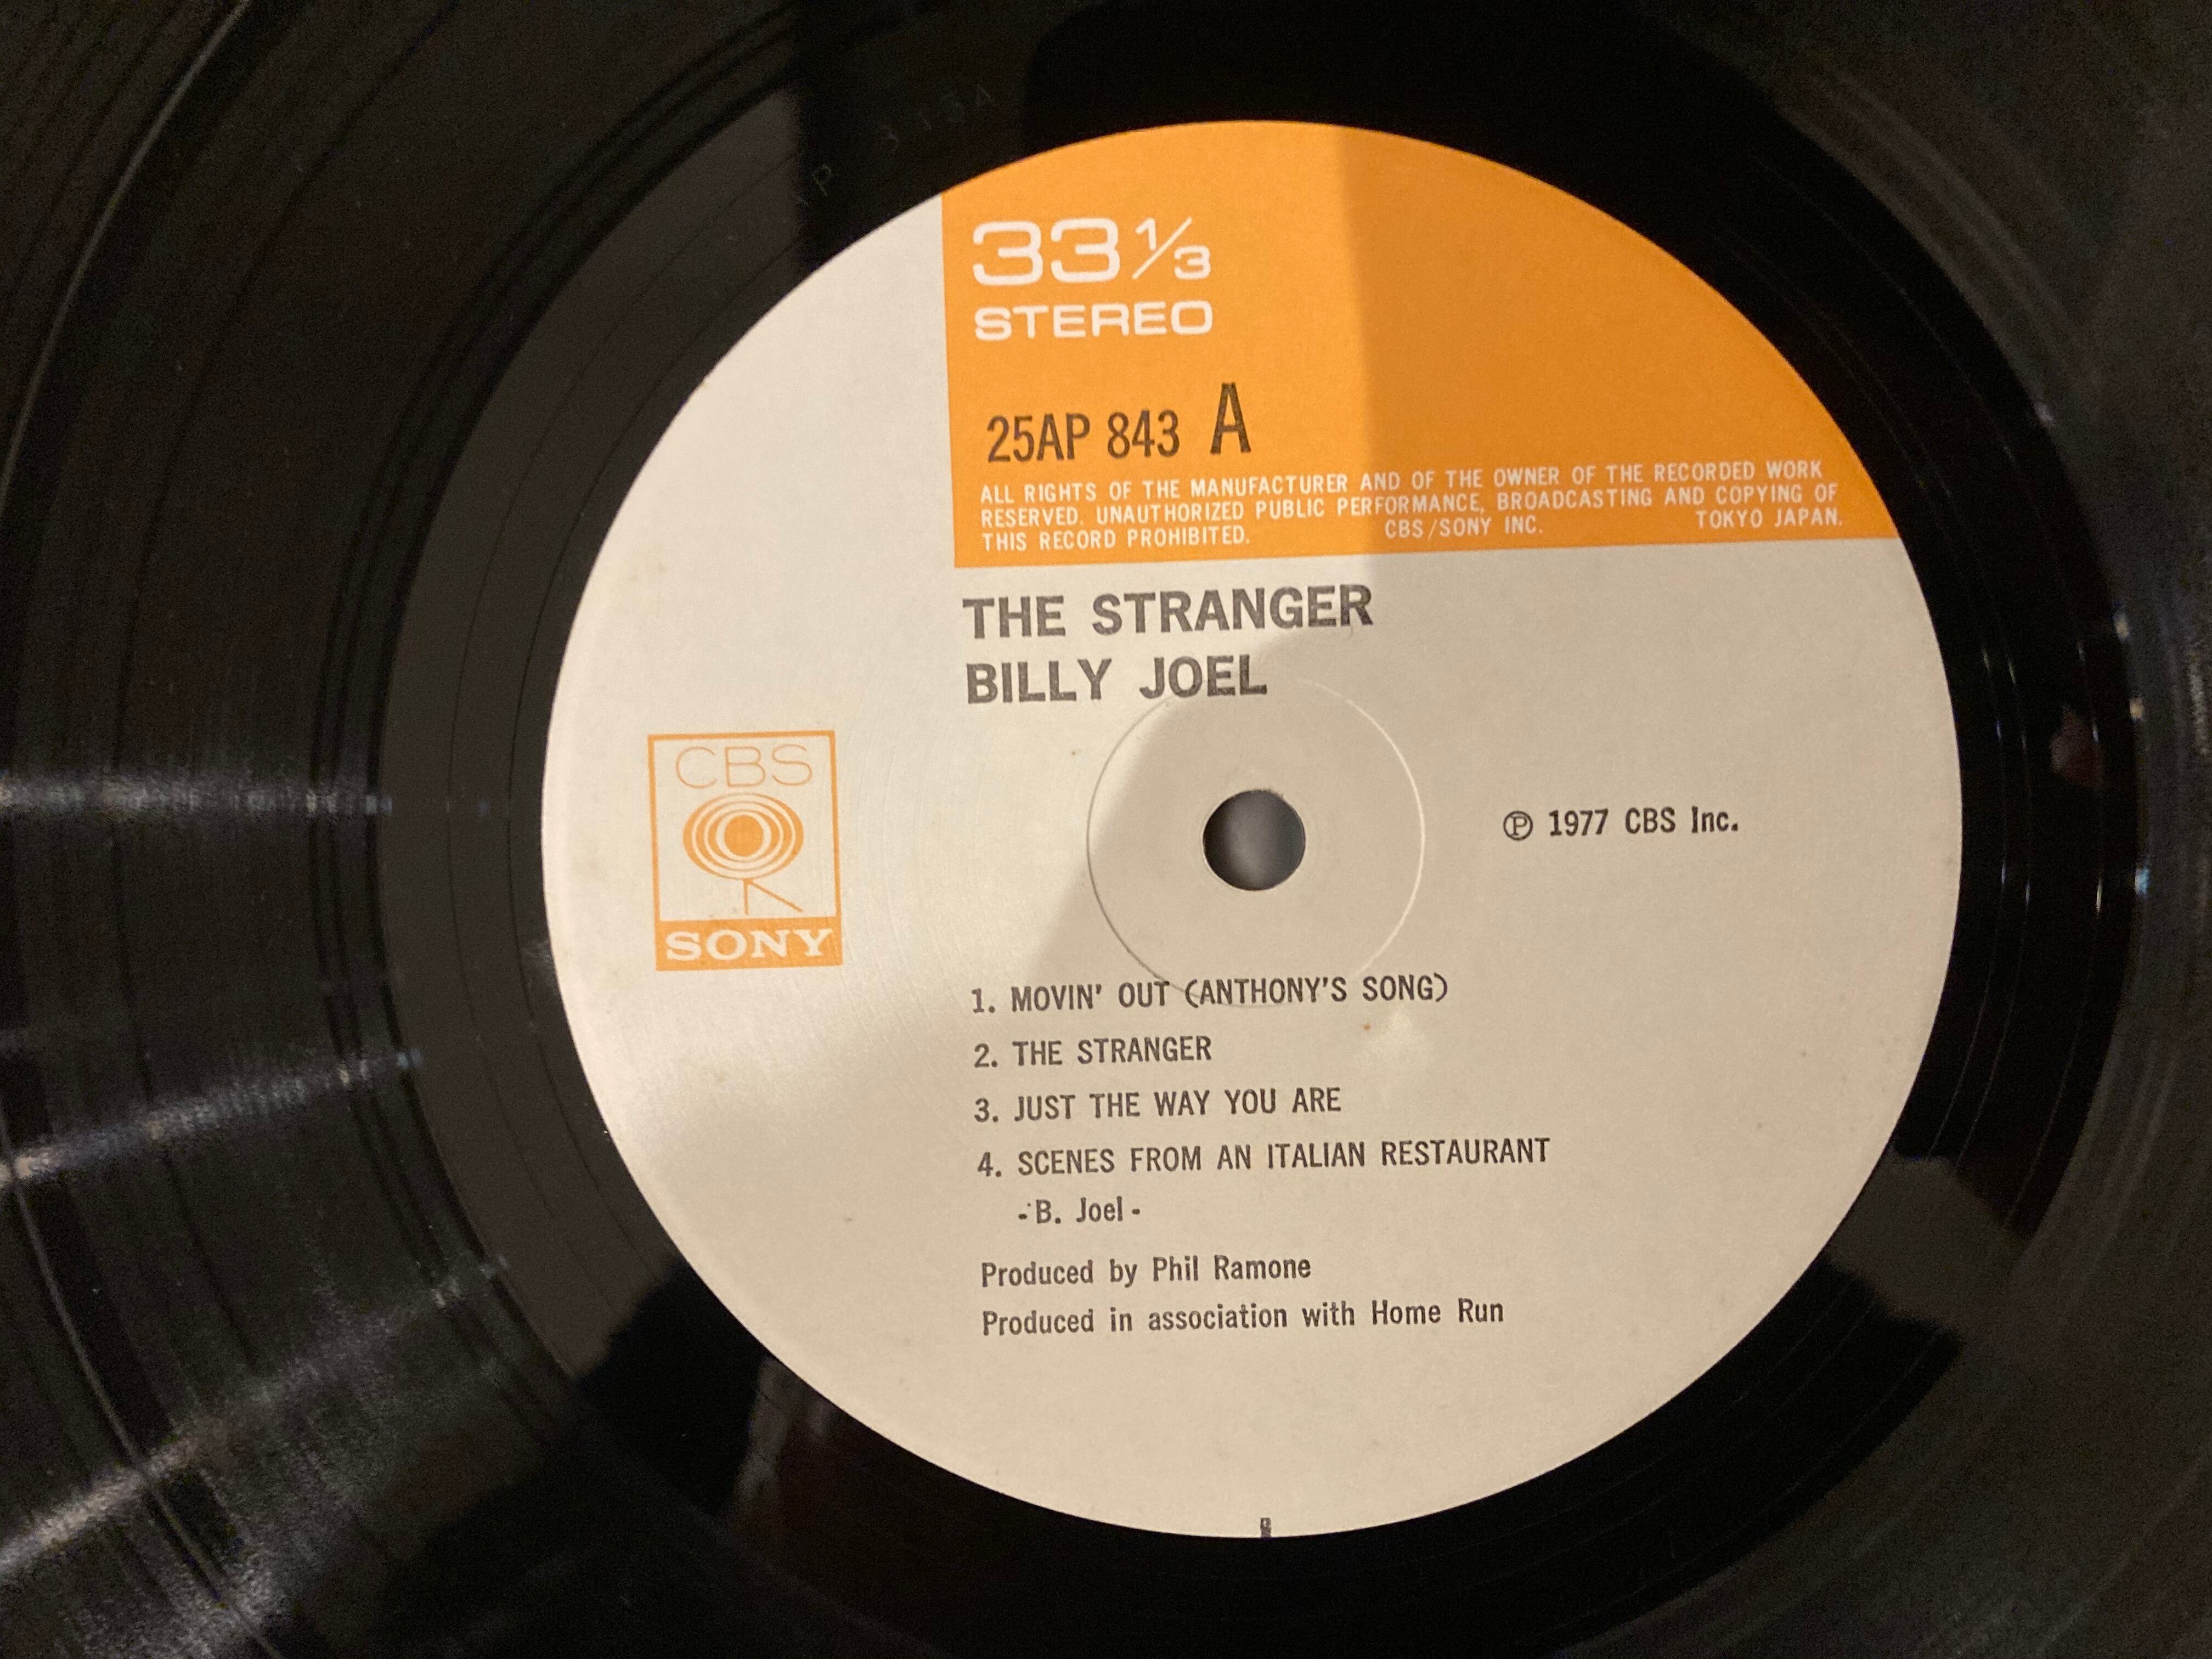 33 1/3
STEREO
25AP 843 A
ALL RIGHTS OF THE MANUFACTURER AND OF THE OWNER OF THE RECORDED WORK
RESERVED. UNAUTHORIZED PUBLIC PERFORMANCE, BROADCASTING AND COPYING OF
THIS RECORD PROHIBITED. CBS/SONY INC. TOKYO JAPAN.
THE STRANGER
BILLY JOEL
CBS
SONY
℗ 1977 CBS Inc.
1. MOVIN' OUT (ANTHONY'S SONG)
2. THE STRANGER
3. JUST THE WAY YOU ARE
4. SCENES FROM AN ITALIAN RESTAURANT
- B. Joel -
Produced by Phil Ramone
Produced in association with Home Run